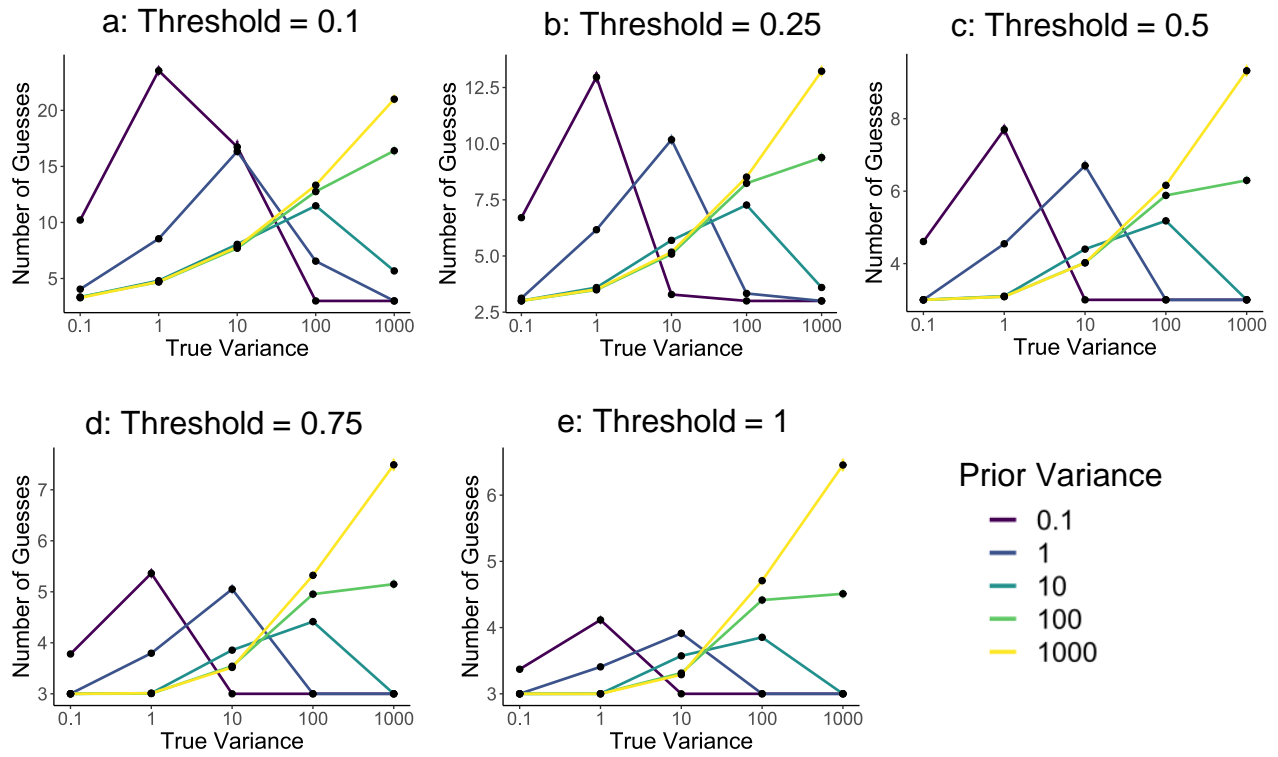 a: Threshold = 0.1
Number of Guesses
20
15
10
5
0.1 1 10 100 1000
True Variance
b: Threshold = 0.25
Number of Guesses
12.5
10.0
7.5
5.0
2.5
0.1 1 10 100 1000
True Variance
c: Threshold = 0.5
Number of Guesses
8
6
4
0.1 1 10 100 1000
True Variance
d: Threshold = 0.75
Number of Guesses
7
6
5
4
3
0.1 1 10 100 1000
True Variance
e: Threshold = 1
Number of Guesses
6
5
4
3
0.1 1 10 100 1000
True Variance
Prior Variance
0.1
1
10
100
1000